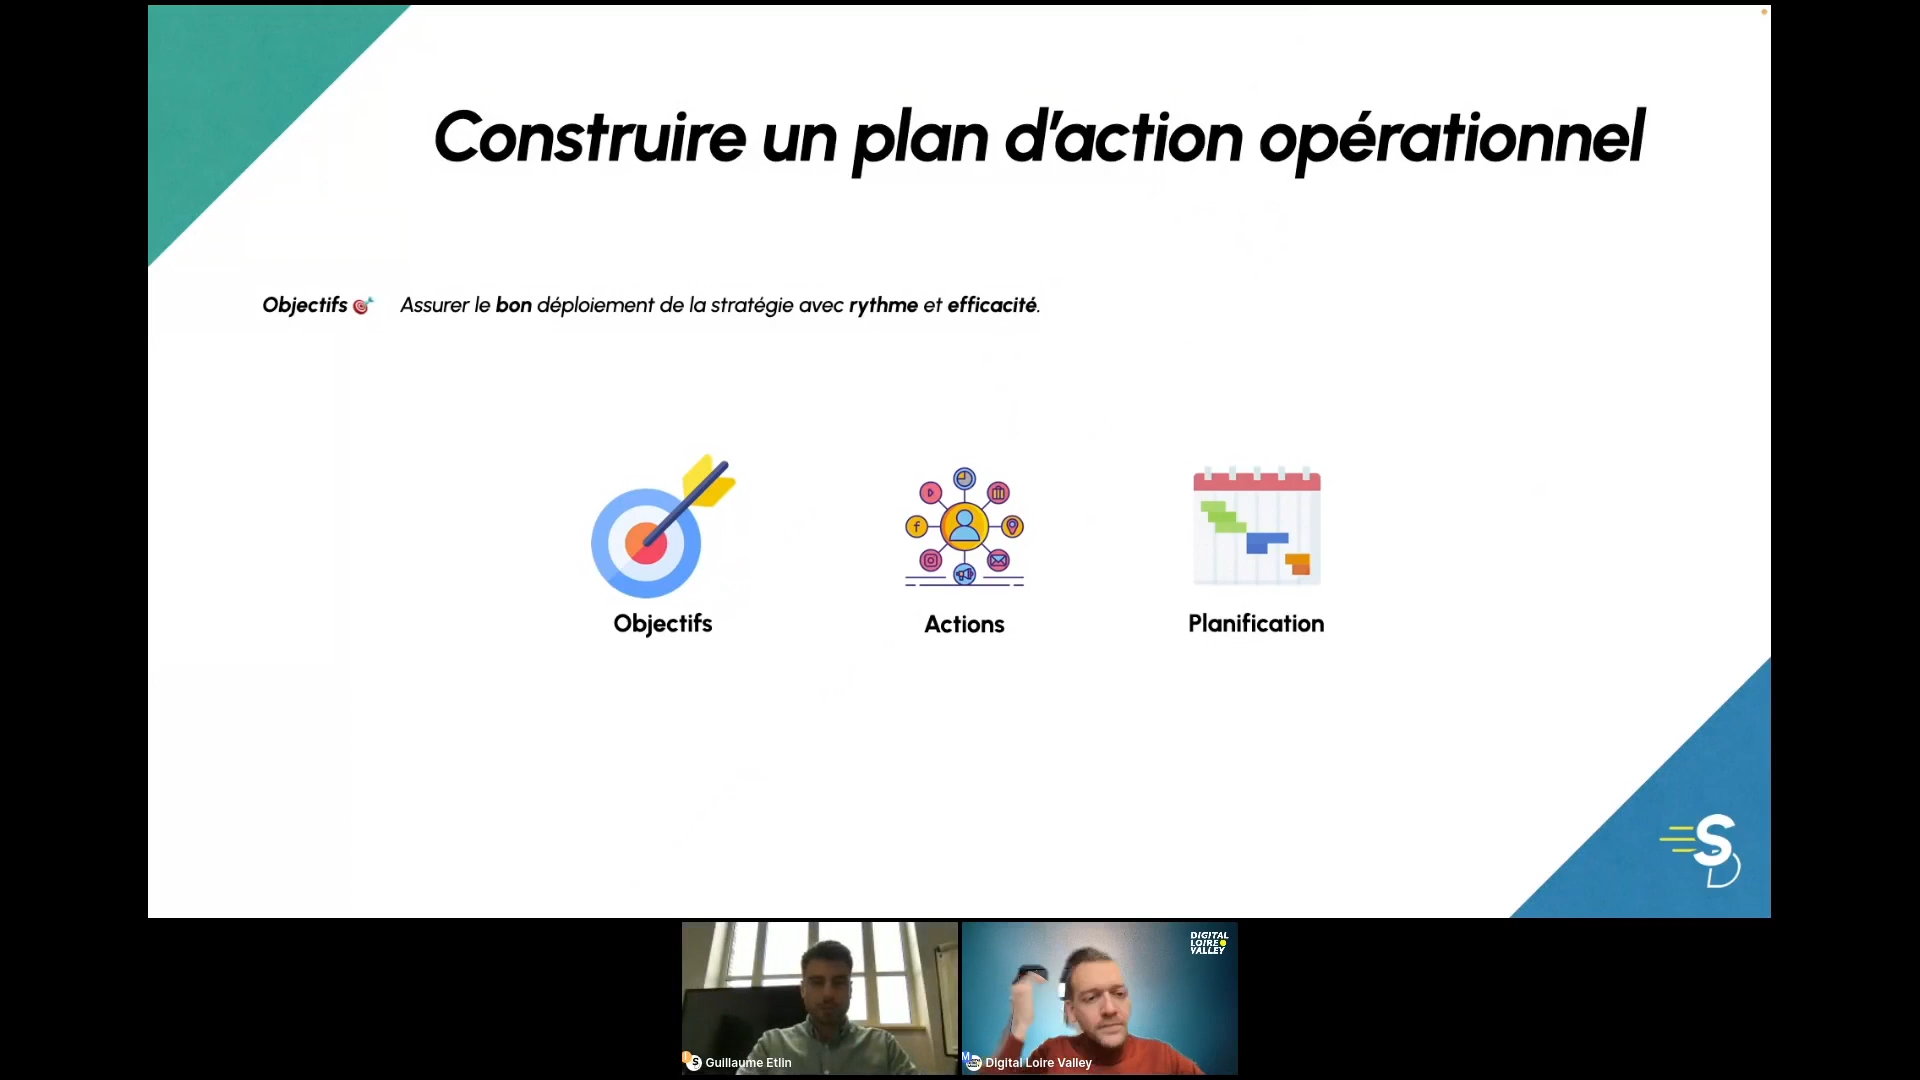 Construire un plan d’action opérationnel
Objectifs 🎯 Assurer le bon déploiement de la stratégie avec rythme et efficacité.
Objectifs
Actions
Planification
SD
DIGITAL
LOIRE
VALLEY
S Guillaume Etlin
M Digital Loire Valley